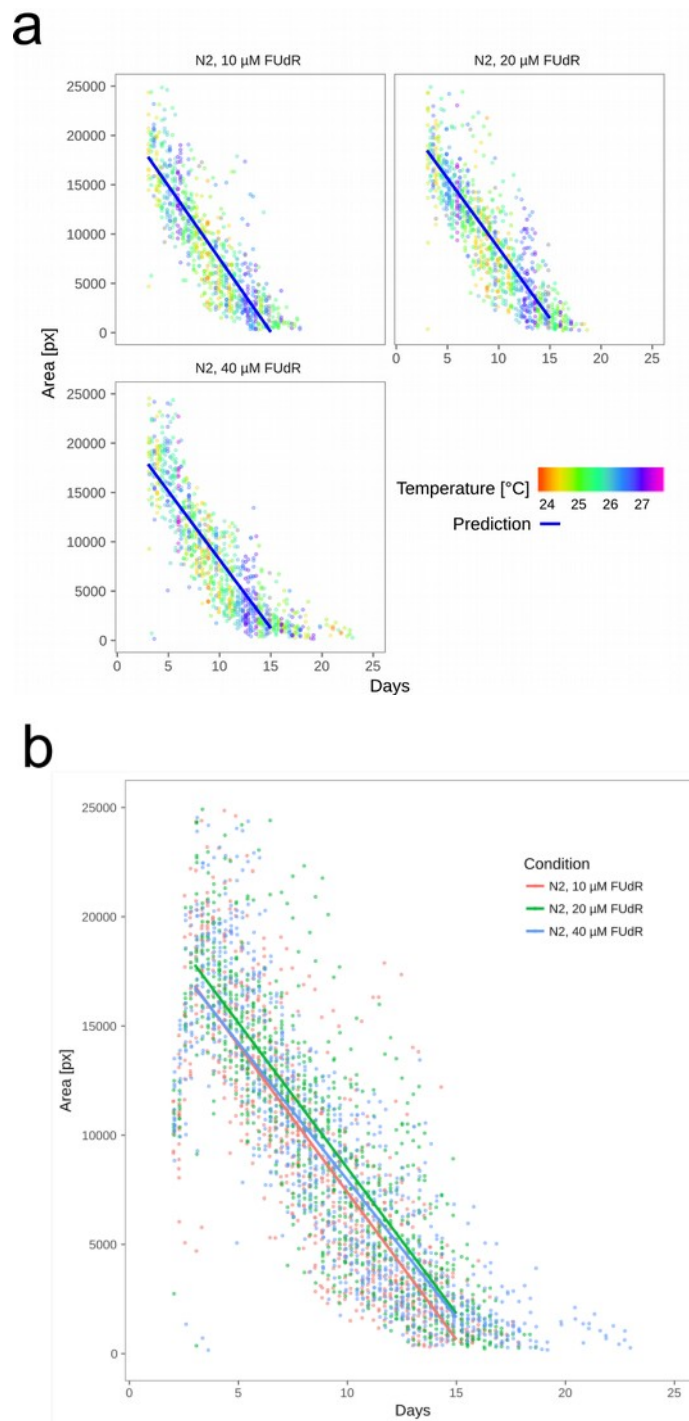 a
N2, 10 µM FUdR
N2, 20 µM FUdR
25000
20000
15000
10000
5000
0
Area [px]
0 5 10 15 20 25
N2, 40 µM FUdR
25000
20000
15000
10000
5000
0
0 5 10 15 20 25
Days
Temperature [°C]
24 25 26 27
Prediction
b
25000
20000
15000
10000
5000
0
Area [px]
Condition
N2, 10 µM FUdR
N2, 20 µM FUdR
N2, 40 µM FUdR
0 5 10 15 20 25
Days